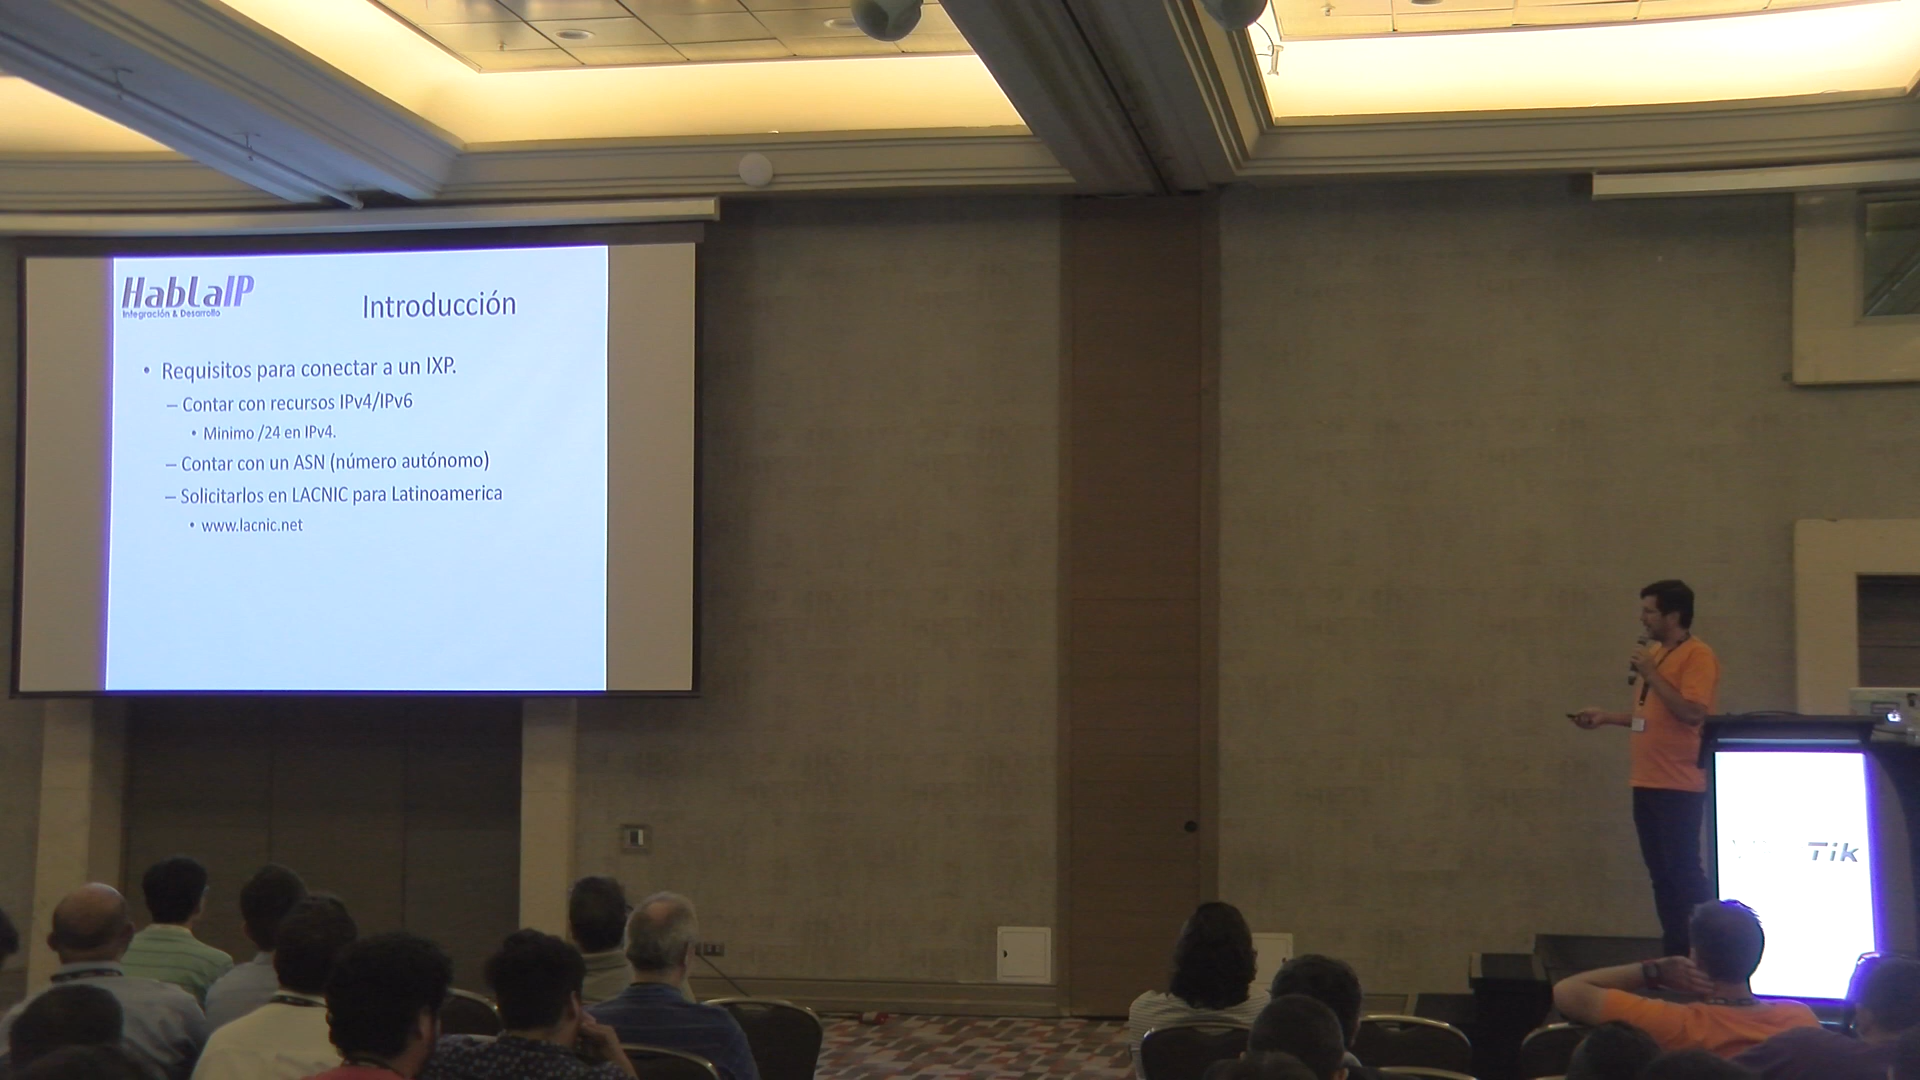 HabLaIP
Integración & Desarrollo
Introducción
• Requisitos para conectar a un IXP.
– Contar con recursos IPv4/IPv6
• Minimo /24 en IPv4.
– Contar con un ASN (número autónomo)
– Solicitarlos en LACNIC para Latinoamerica
• www.lacnic.net
Tik